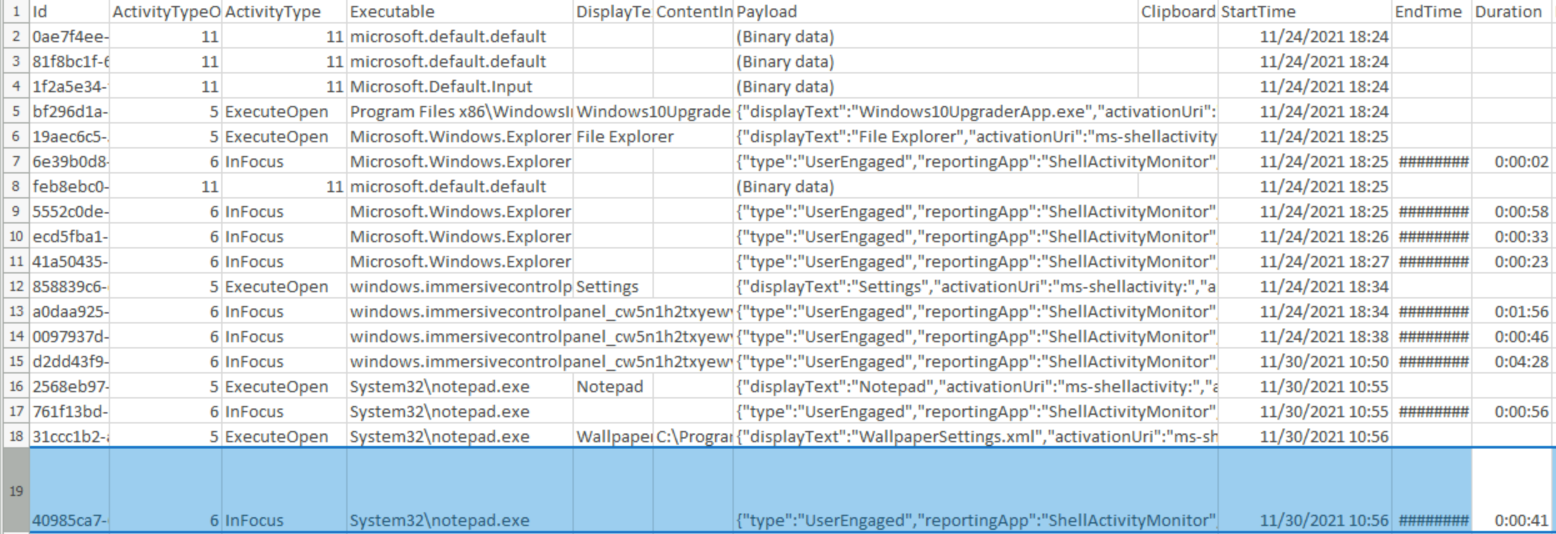 1 Id ActivityTypeO ActivityType Executable DisplayTe ContentIn Payload Clipboard StartTime EndTime Duration
2 0ae7f4ee- 11 11 microsoft.default.default (Binary data) 11/24/2021 18:24
3 81f8bc1f-6 11 11 microsoft.default.default (Binary data) 11/24/2021 18:24
4 1f2a5e34- 11 11 Microsoft.Default.Input (Binary data) 11/24/2021 18:24
5 bf296d1a- 5 ExecuteOpen Program Files x86\WindowsI Windows10Upgrade {"displayText":"Windows10UpgraderApp.exe","activationUri": 11/24/2021 18:24
6 19aec6c5- 5 ExecuteOpen Microsoft.Windows.Explorer File Explorer {"displayText":"File Explorer","activationUri":"ms-shellactivity 11/24/2021 18:25
7 6e39b0d8- 6 InFocus Microsoft.Windows.Explorer {"type":"UserEngaged","reportingApp":"ShellActivityMonitor", 11/24/2021 18:25 ######## 0:00:02
8 feb8ebc0- 11 11 microsoft.default.default (Binary data) 11/24/2021 18:25
9 5552c0de- 6 InFocus Microsoft.Windows.Explorer {"type":"UserEngaged","reportingApp":"ShellActivityMonitor", 11/24/2021 18:25 ######## 0:00:58
10 ecd5fba1- 6 InFocus Microsoft.Windows.Explorer {"type":"UserEngaged","reportingApp":"ShellActivityMonitor", 11/24/2021 18:26 ######## 0:00:33
11 41a50435- 6 InFocus Microsoft.Windows.Explorer {"type":"UserEngaged","reportingApp":"ShellActivityMonitor", 11/24/2021 18:27 ######## 0:00:23
12 858839c6- 5 ExecuteOpen windows.immersivecontrolp Settings {"displayText":"Settings","activationUri":"ms-shellactivity:","a 11/24/2021 18:34
13 a0daa925- 6 InFocus windows.immersivecontrolpanel_cw5n1h2txyew {"type":"UserEngaged","reportingApp":"ShellActivityMonitor", 11/24/2021 18:34 ######## 0:01:56
14 0097937d- 6 InFocus windows.immersivecontrolpanel_cw5n1h2txyew {"type":"UserEngaged","reportingApp":"ShellActivityMonitor", 11/24/2021 18:38 ######## 0:00:46
15 d2dd43f9- 6 InFocus windows.immersivecontrolpanel_cw5n1h2txyew {"type":"UserEngaged","reportingApp":"ShellActivityMonitor", 11/30/2021 10:50 ######## 0:04:28
16 2568eb97- 5 ExecuteOpen System32\notepad.exe Notepad {"displayText":"Notepad","activationUri":"ms-shellactivity:","a 11/30/2021 10:55
17 761f13bd- 6 InFocus System32\notepad.exe {"type":"UserEngaged","reportingApp":"ShellActivityMonitor", 11/30/2021 10:55 ######## 0:00:56
18 31ccc1b2- 5 ExecuteOpen System32\notepad.exe Wallpaper C:\Progra {"displayText":"WallpaperSettings.xml","activationUri":"ms-sh 11/30/2021 10:56
19 40985ca7- 6 InFocus System32\notepad.exe {"type":"UserEngaged","reportingApp":"ShellActivityMonitor", 11/30/2021 10:56 ######## 0:00:41